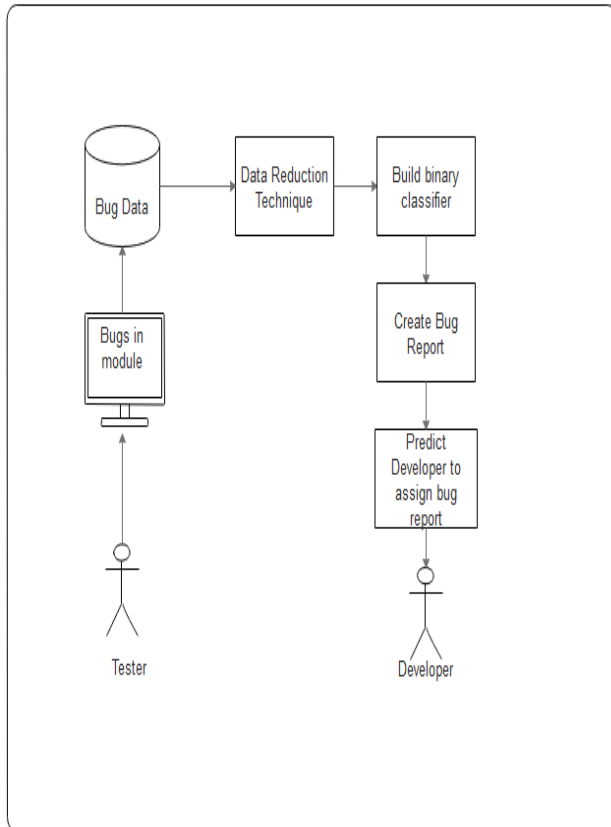 Bug Data
Data Reduction
Technique
Build binary
classifier
Bugs in
module
Create Bug
Report
Predict
Developer to
assign bug
report
Tester
Developer